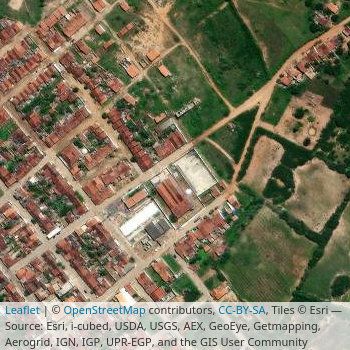 Leaflet | © OpenStreetMap contributors, CC-BY-SA, Tiles © Esri —
Source: Esri, i-cubed, USDA, USGS, AEX, GeoEye, Getmapping,
Aerogrid, IGN, IGP, UPR-EGP, and the GIS User Community